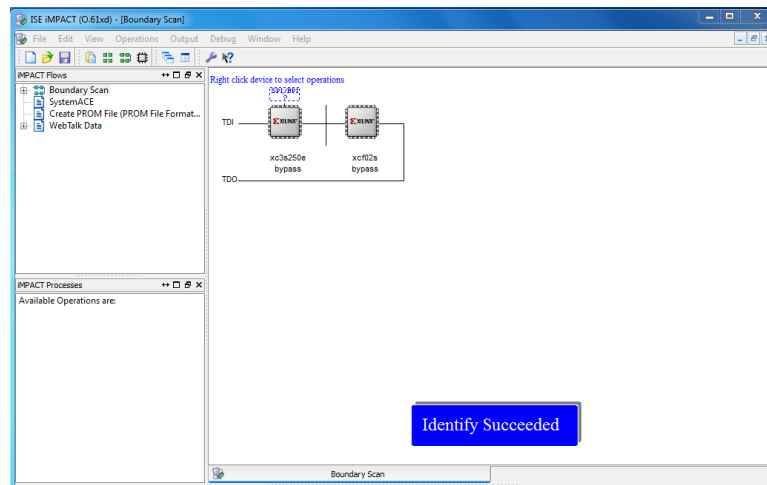 ISE iMPACT (O.61xd) - [Boundary Scan]
File Edit View Operations Output Debug Window Help
iMPACT Flows
Boundary Scan
SystemACE
Create PROM File (PROM File Format...
WebTalk Data
iMPACT Processes
Available Operations are:
Right click device to select operations
TDI
XILINX
XILINX
xc3s250e
bypass
xcf02s
bypass
TDO
Identify Succeeded
Boundary Scan